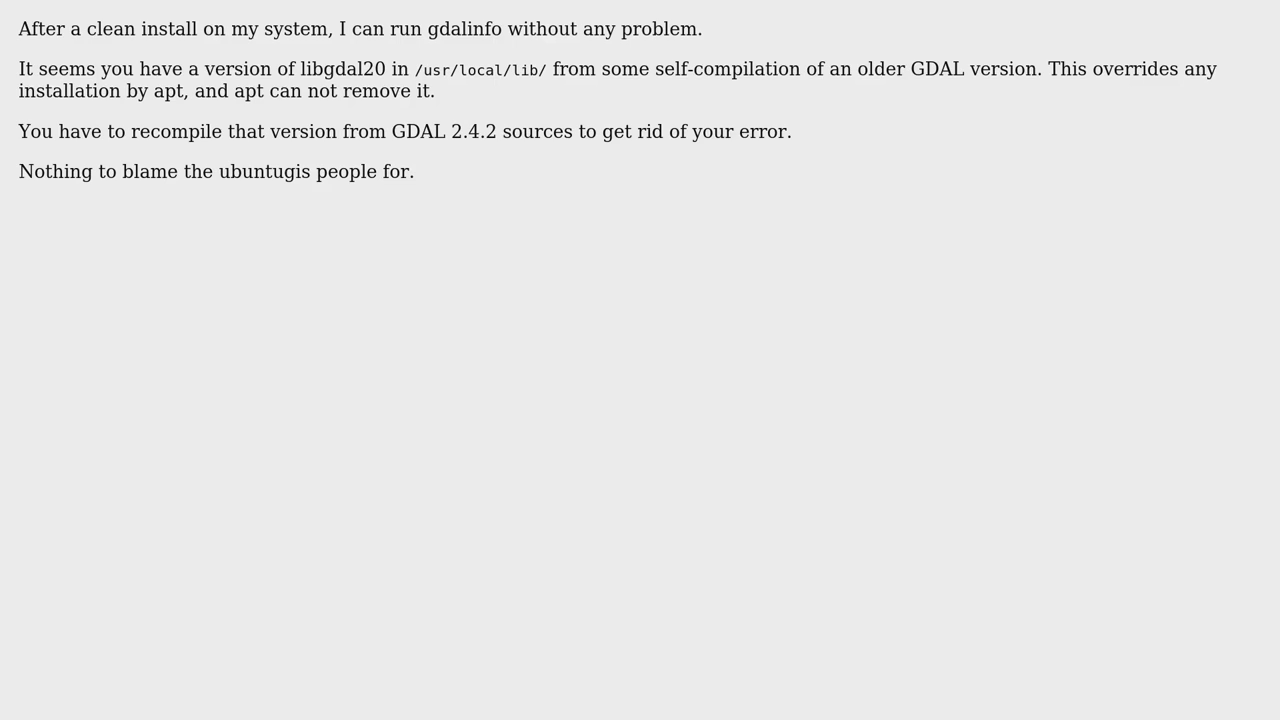 After a clean install on my system, I can run gdalinfo without any problem.
It seems you have a version of libgdal20 in /usr/local/lib/ from some self-compilation of an older GDAL version. This overrides any
installation by apt, and apt can not remove it.
You have to recompile that version from GDAL 2.4.2 sources to get rid of your error.
Nothing to blame the ubuntugis people for.